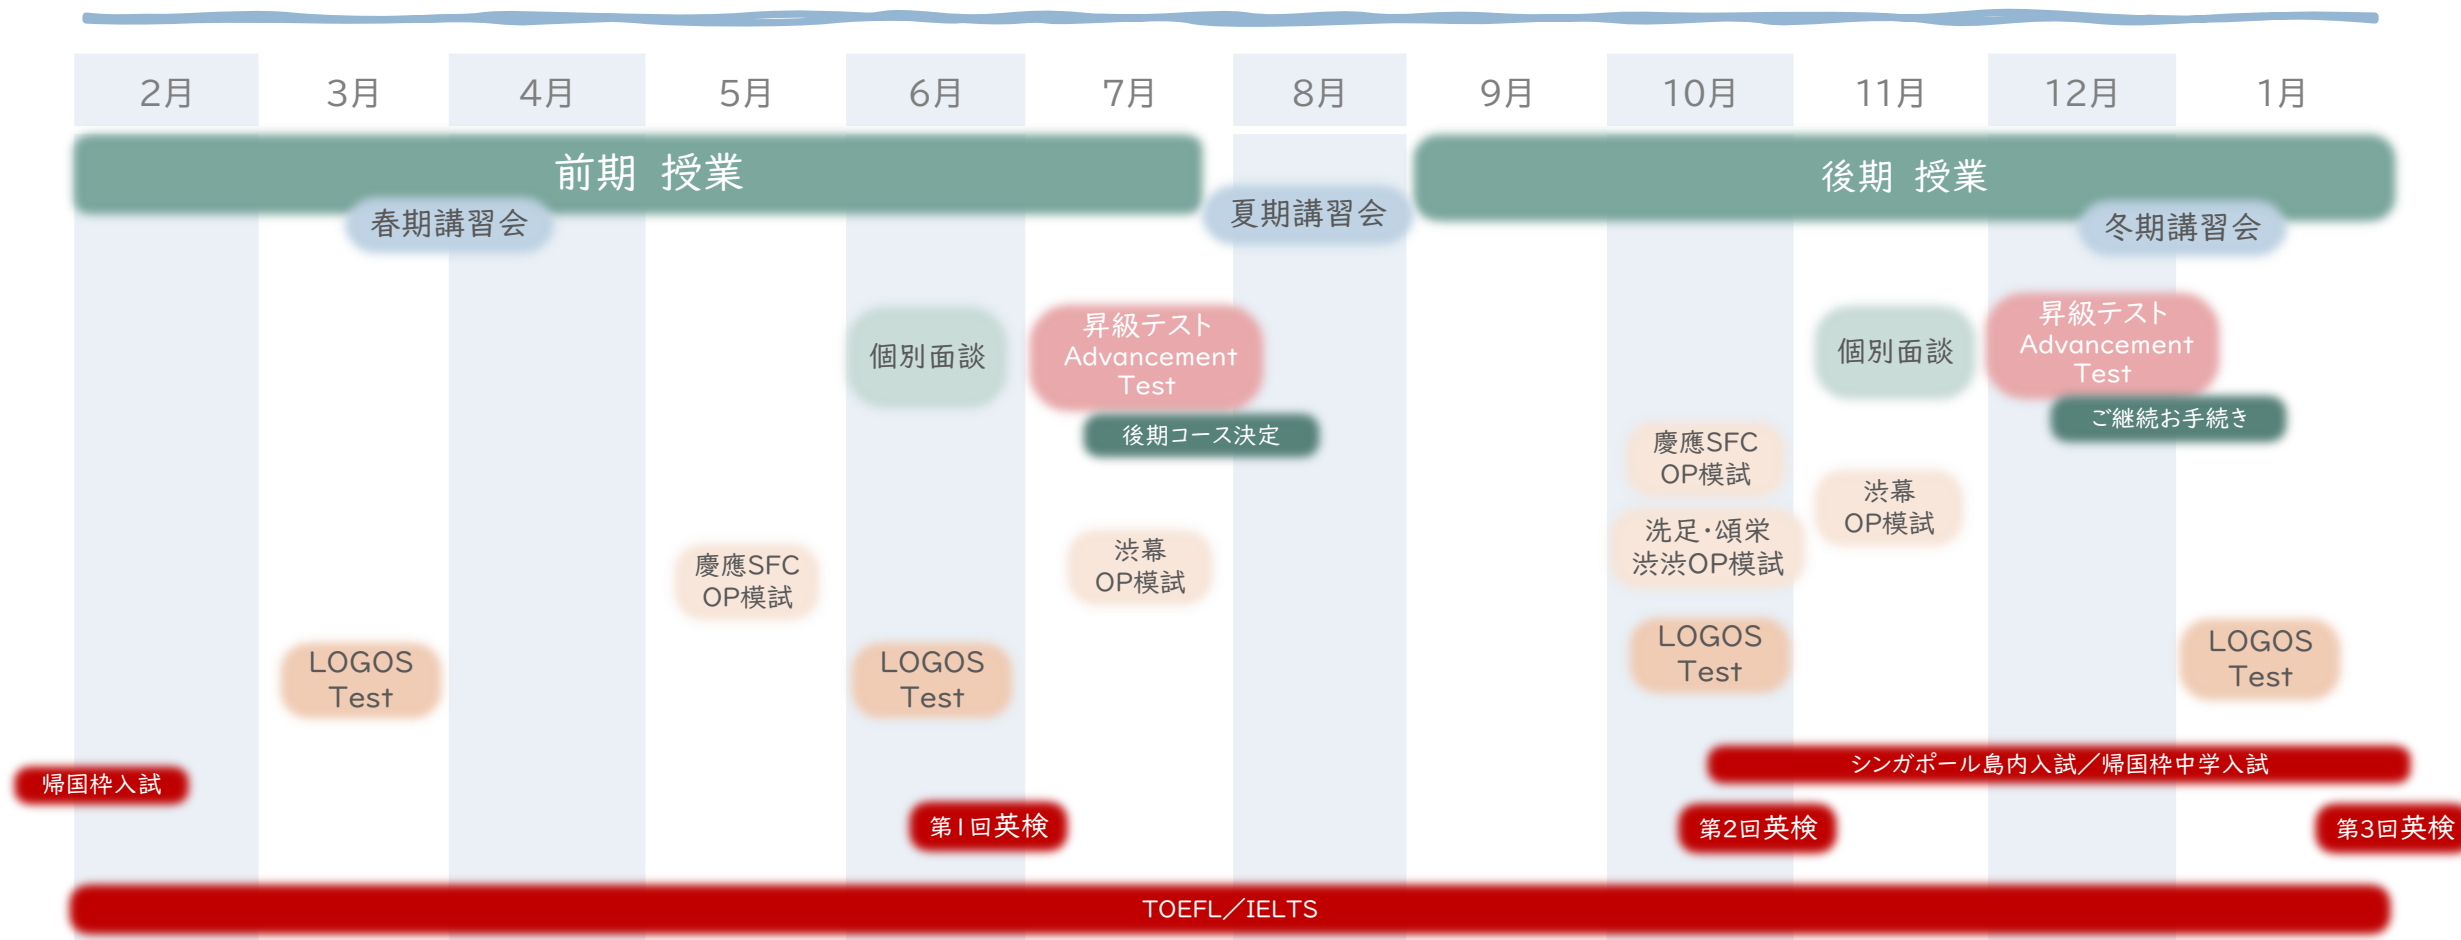 2月
3月
4月
5月
6月
7月
8月
9月
10月
11月
12月
1月
前期 授業
後期 授業
春期講習会
夏期講習会
冬期講習会
個別面談
昇級テスト
Advancement
Test
後期コース決定
個別面談
昇級テスト
Advancement
Test
ご継続お手続き
慶應SFC
OP模試
渋幕
OP模試
慶應SFC
OP模試
洗足・頌栄
渋渋OP模試
渋幕
OP模試
LOGOS
Test
LOGOS
Test
LOGOS
Test
LOGOS
Test
帰国枠入試
シンガポール島内入試／帰国枠中学入試
第1回英検
第2回英検
第3回英検
TOEFL／IELTS